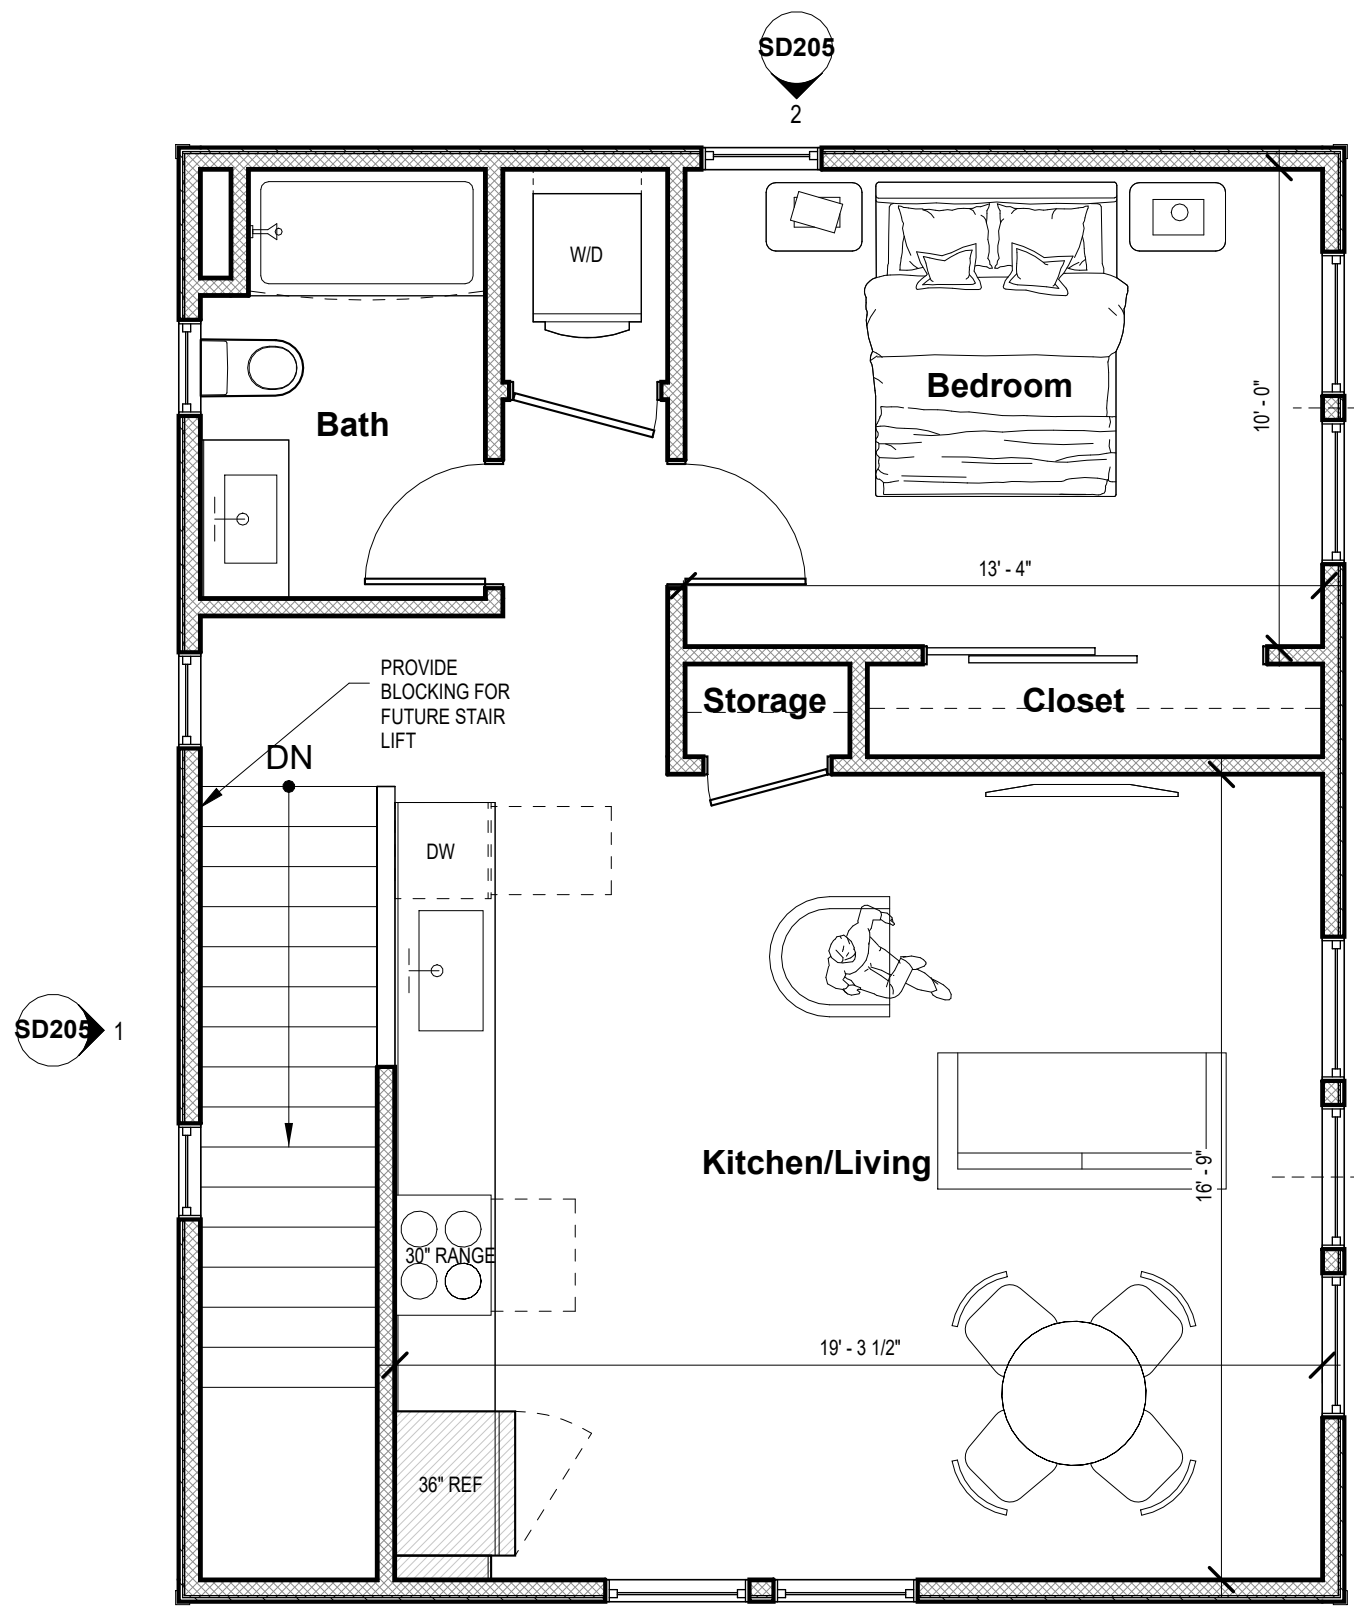 SD205
2
W/D
Bedroom
Bath
10' - 0"
13' - 4"
PROVIDE
BLOCKING FOR
FUTURE STAIR
LIFT
Storage
Closet
DN
DW
SD205
1
Kitchen/Living
16' - 9"
30" RANGE
19' - 3 1/2"
36" REF